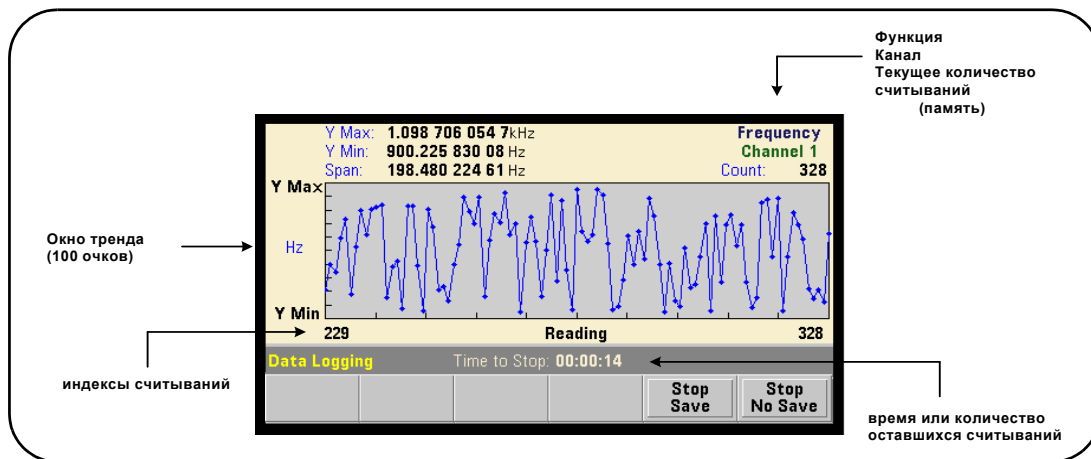 Функция
Канал
Текущее количество
считываний
(память)
Y Max: 1.098 706 054 7kHz
Frequency
Y Min: 900.225 830 08 Hz
Channel 1
Span: 198.480 224 61 Hz
Count: 328
Y Max
Окно тренда
(100 очков)
Hz
Y Min
229 Reading 328
Data Logging Time to Stop: 00:00:14
индексы считываний
Stop
Save
Stop
No Save
время или количество
оставшихся считываний